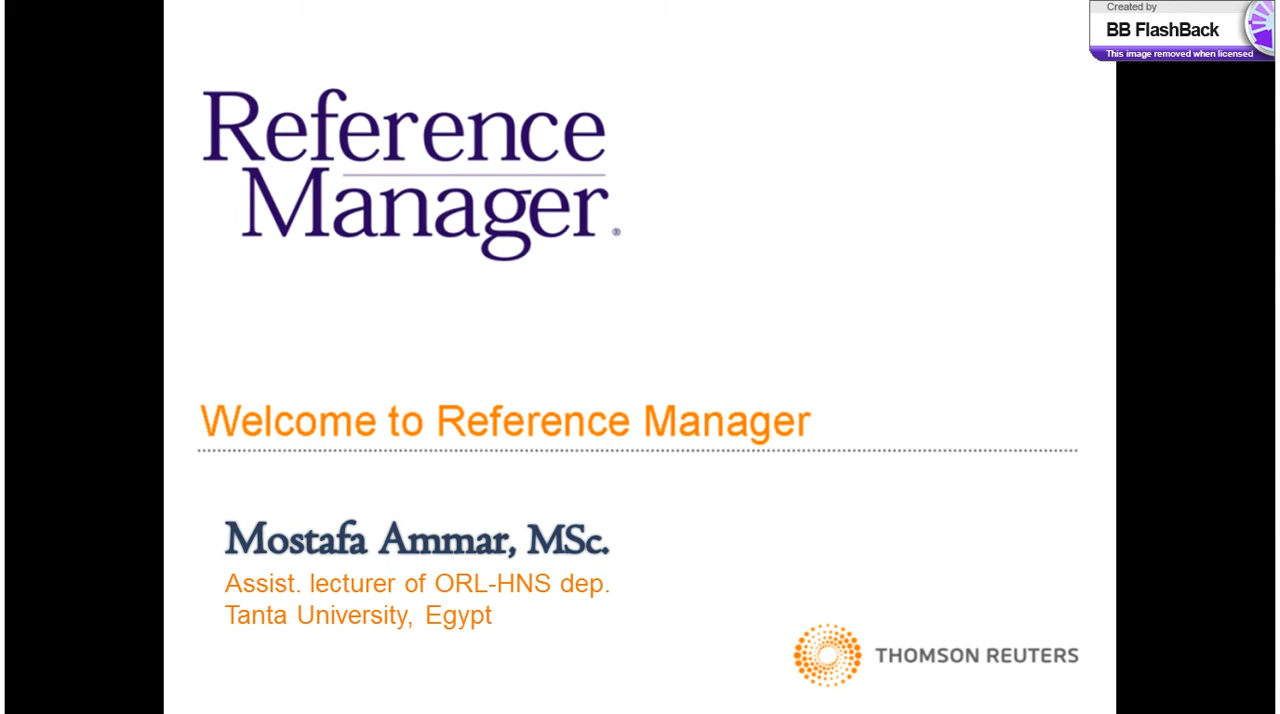 Created by
BB FlashBack
This image removed when licensed
Reference
Manager®
Welcome to Reference Manager
Mostafa Ammar, MSc.
Assist. lecturer of ORL-HNS dep.
Tanta University, Egypt
THOMSON REUTERS